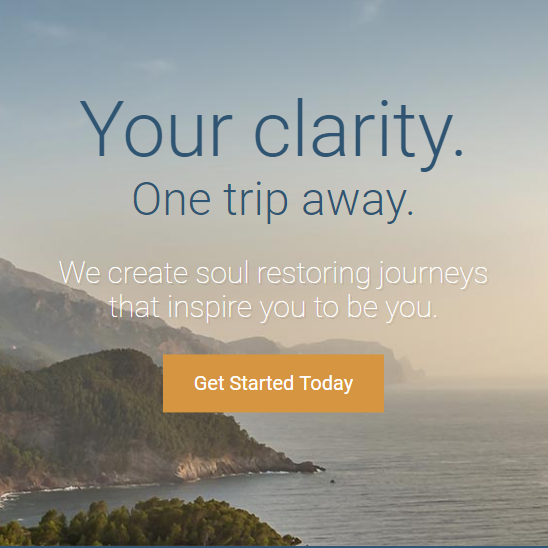 Your clarity.
One trip away.
We create soul restoring journeys
that inspire you to be you.
Get Started Today